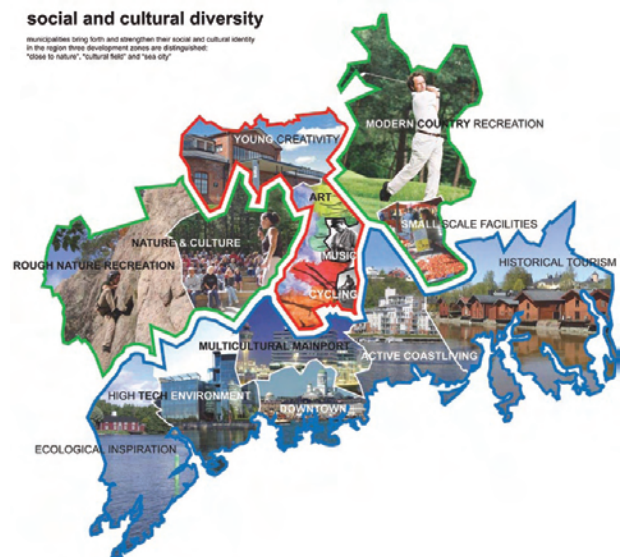 social and cultural diversity
municipalities bring forth and strengthen their social and cultural identity
in the region three development zones are distinguished:
"close to nature", "cultural field" and "sea city"
YOUNG CREATIVITY
MODERN COUNTRY RECREATION
ART
SMALL SCALE FACILITIES
NATURE & CULTURE
MUSIC
ROUGH NATURE RECREATION
HISTORICAL TOURISM
CYCLING
MULTICULTURAL MAINPORT
ACTIVE COASTLIVING
HIGH TECH ENVIRONMENT
DOWNTOWN
ECOLOGICAL INSPIRATION